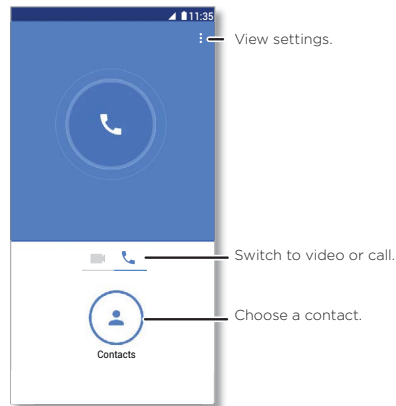 11:35
View settings.
Switch to video or call.
Choose a contact.
Contacts